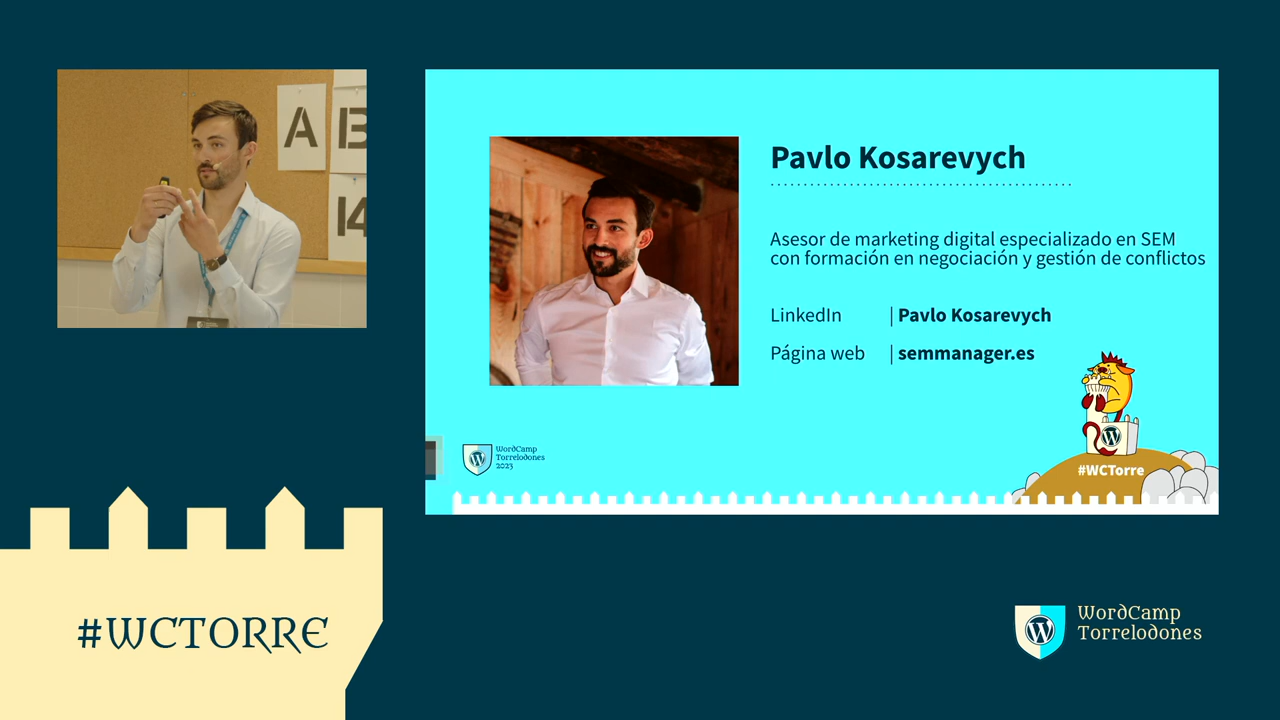 A
B
14
Pavlo Kosarevych
Asesor de marketing digital especializado en SEM
con formación en negociación y gestión de conflictos
LinkedIn | Pavlo Kosarevych
Página web | semmanager.es
WordCamp
Torrelodones
2023
#WCTorre
#WCTORRE
WordCamp
Torrelodones